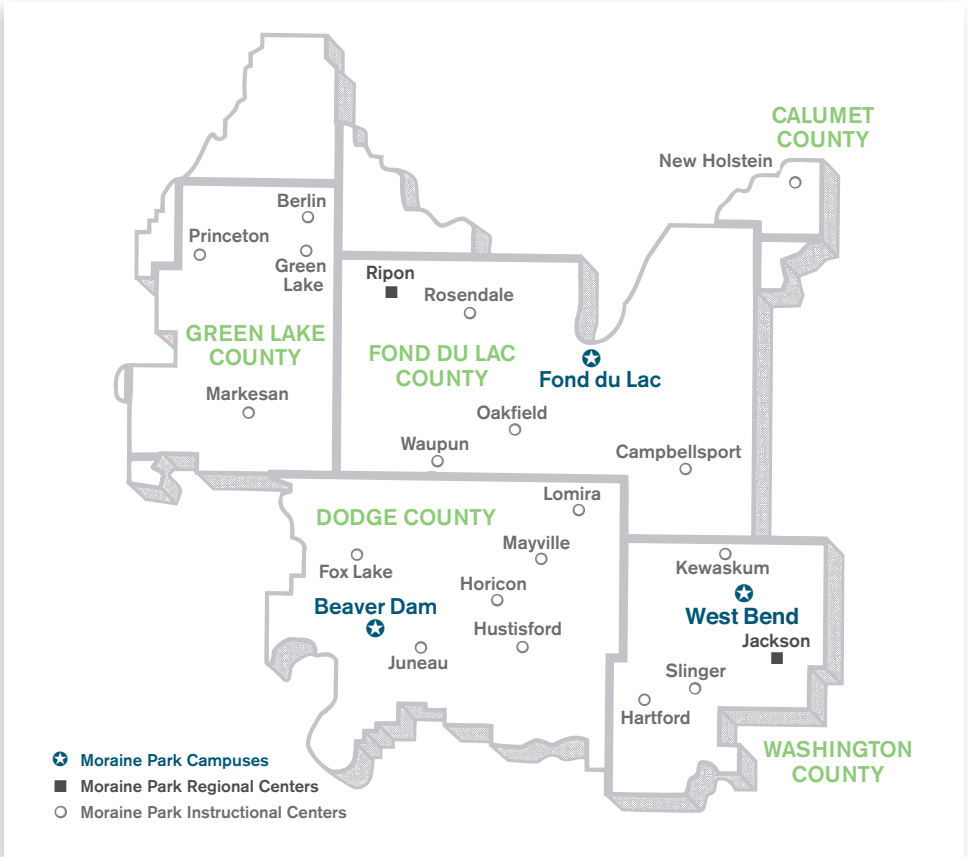 CALUMET
COUNTY
New Holstein
Berlin
Princeton
Green
Lake
Ripon
Rosendale
GREEN LAKE
COUNTY
FOND DU LAC
COUNTY
Fond du Lac
Markesan
Oakfield
Waupun
Campbellsport
Lomira
DODGE COUNTY
Mayville
Fox Lake
Kewaskum
Horicon
Beaver Dam
West Bend
Hustisford
Jackson
Juneau
Slinger
Hartford
WASHINGTON
COUNTY
Moraine Park Campuses
Moraine Park Regional Centers
Moraine Park Instructional Centers